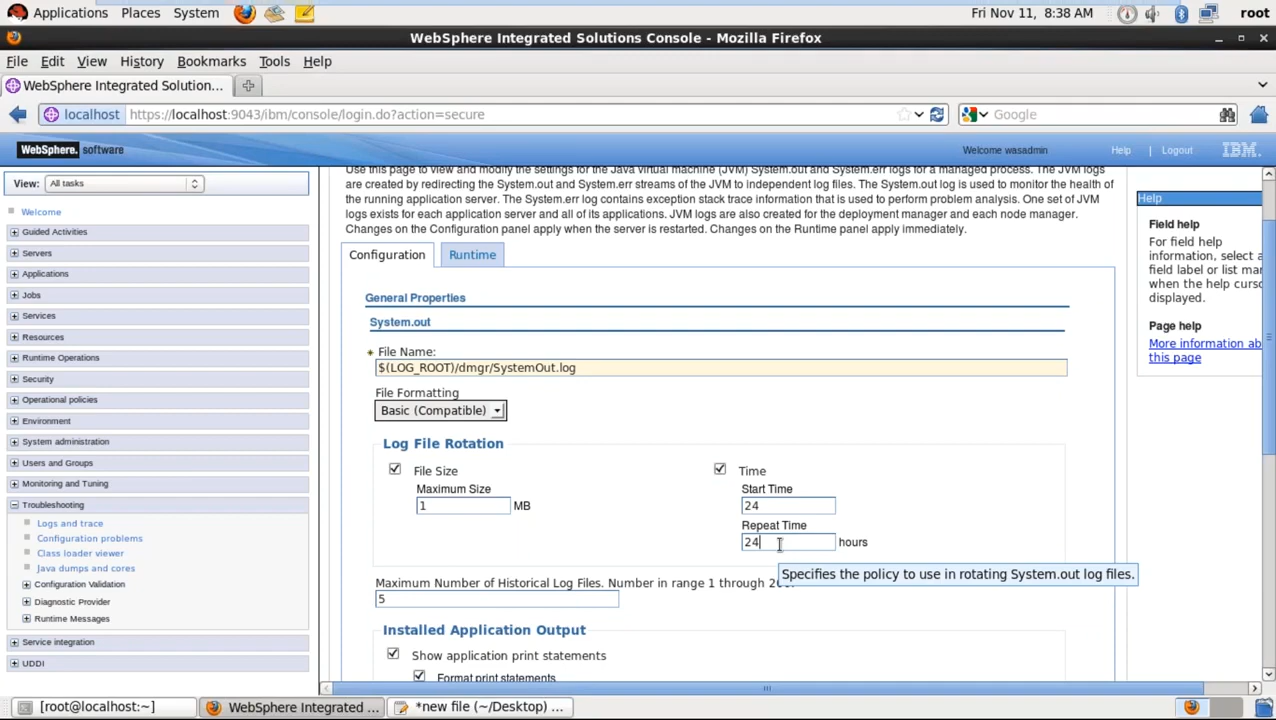 Applications Places System Fri Nov 11, 8:38 AM root
WebSphere Integrated Solutions Console - Mozilla Firefox
File Edit View History Bookmarks Tools Help
WebSphere Integrated Solution...
localhost https://localhost:9043/ibm/console/login.do?action=secure Google
WebSphere. software Welcome wasadmin Help | Logout IBM.
View: All tasks
Welcome
Guided Activities
Servers
Applications
Jobs
Services
Resources
Runtime Operations
Security
Operational policies
Environment
System administration
Users and Groups
Monitoring and Tuning
Troubleshooting
Logs and trace
Configuration problems
Class loader viewer
Java dumps and cores
Configuration Validation
Diagnostic Provider
Runtime Messages
Service integration
UDDI
Use this page to view and modify the settings for the Java virtual machine (JVM) System.out and System.err logs for a managed process. The JVM logs
are created by redirecting the System.out and System.err streams of the JVM to independent log files. The System.out log is used to monitor the health of
the running application server. The System.err log contains exception stack trace information that is used to perform problem analysis. One set of JVM
logs exists for each application server and all of its applications. JVM logs are also created for the deployment manager and each node manager.
Changes on the Configuration panel apply when the server is restarted. Changes on the Runtime panel apply immediately.
Configuration Runtime
General Properties
System.out
File Name:
$(LOG_ROOT)/dmgr/SystemOut.log
File Formatting
Basic (Compatible)
Log File Rotation
File Size Time
Maximum Size Start Time
1 MB 24
Repeat Time
24 hours
Specifies the policy to use in rotating System.out log files.
Maximum Number of Historical Log Files. Number in range 1 through
5
Installed Application Output
Show application print statements
Format print statements
Help
Field help
For field help
information, select a
field label or list ma
when the help curso
displayed.
Page help
More information ab
this page
[root@localhost:~] WebSphere Integrated ... *new file (~/Desktop) ...